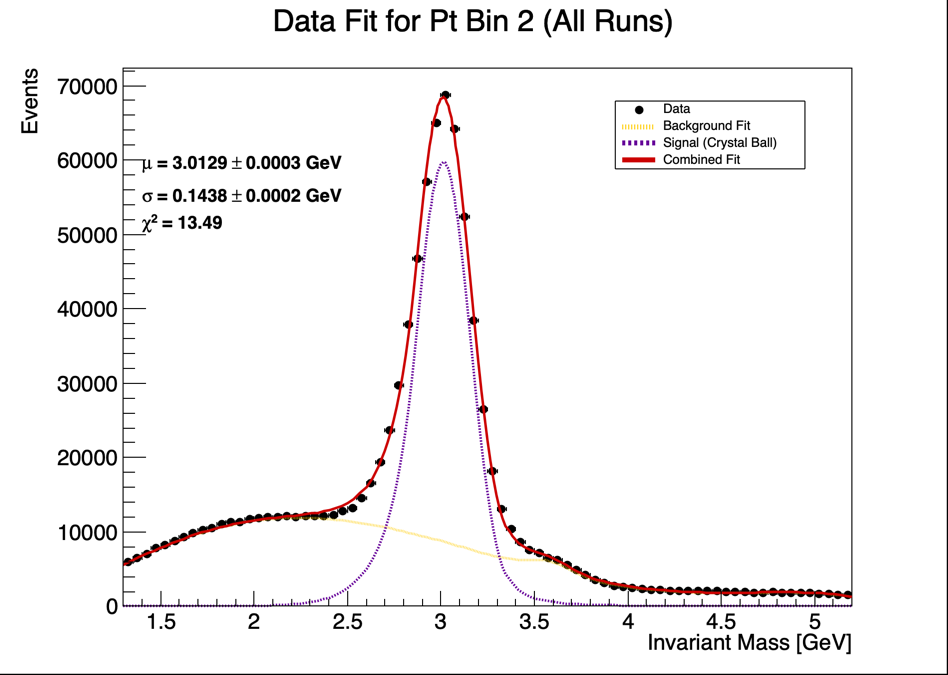 Data Fit for Pt Bin 2 (All Runs)
Events
70000
60000
50000
40000
30000
20000
10000
0
μ = 3.0129 ± 0.0003 GeV
σ = 0.1438 ± 0.0002 GeV
χ² = 13.49
Data
Background Fit
Signal (Crystal Ball)
Combined Fit
1.5 2 2.5 3 3.5 4 4.5 5
Invariant Mass [GeV]